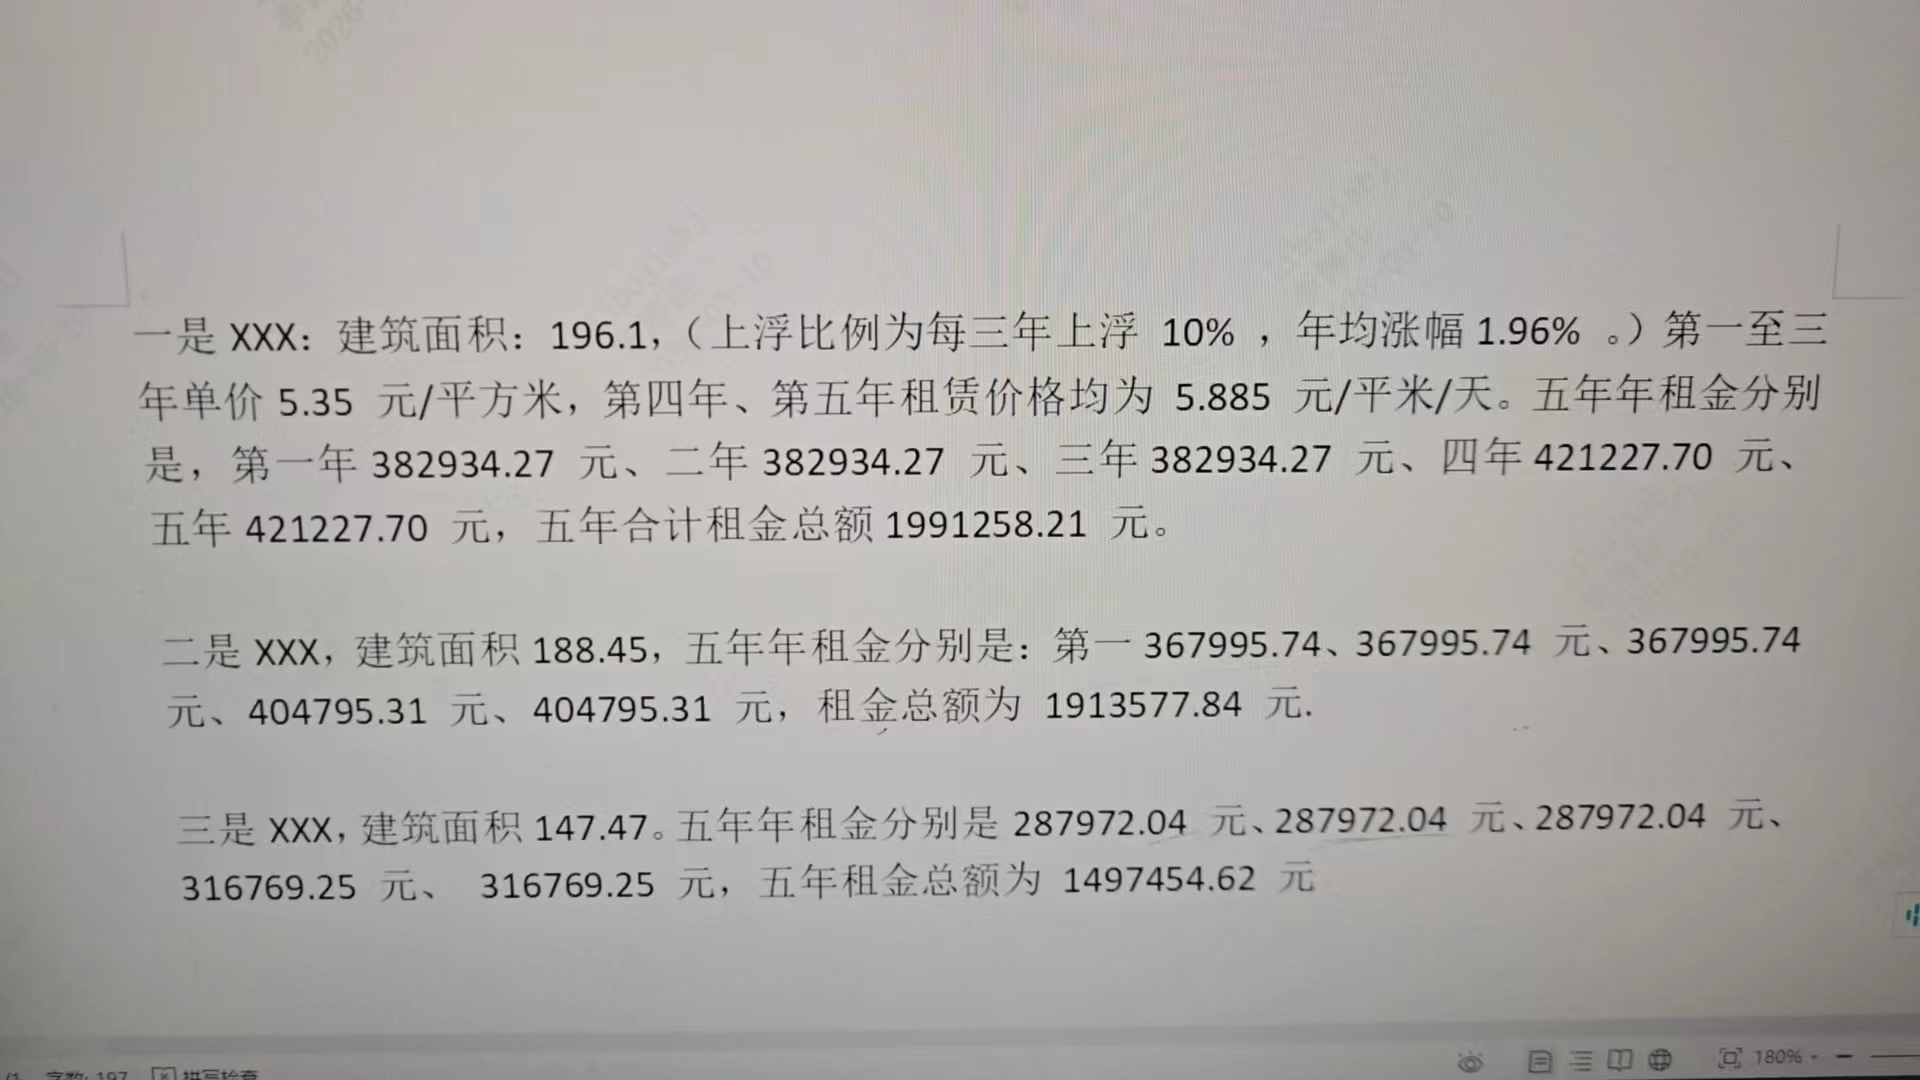 一是 XXX：建筑面积：196.1，（上浮比例为每三年上浮 10% ，年均涨幅 1.96% 。）第一至三
年单价 5.35 元/平方米，第四年、第五年租赁价格均为 5.885 元/平米/天。五年年租金分别
是，第一年 382934.27 元、二年 382934.27 元、三年 382934.27 元、四年 421227.70 元、
五年 421227.70 元，五年合计租金总额 1991258.21 元。
二是 XXX，建筑面积 188.45，五年年租金分别是：第一 367995.74、367995.74 元、367995.74
元、404795.31 元、404795.31 元，租金总额为 1913577.84 元.
三是 XXX，建筑面积 147.47。五年年租金分别是 287972.04 元、287972.04 元、287972.04 元、
316769.25 元、 316769.25 元，五年租金总额为 1497454.62 元
字数: 197 拼写检查 180%